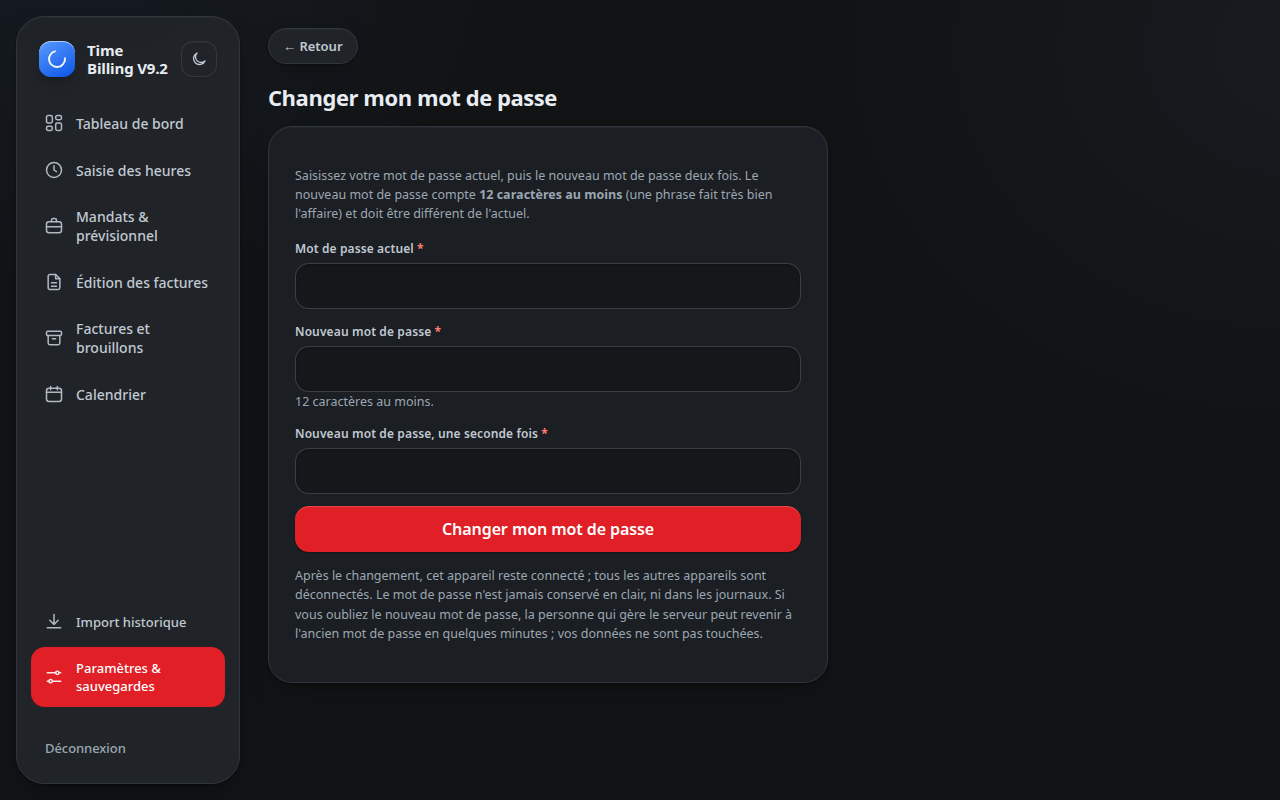 Time
Billing V9.2
Tableau de bord
Saisie des heures
Mandats &
prévisionnel
Édition des factures
Factures et
brouillons
Calendrier
Import historique
Paramètres &
sauvegardes
Déconnexion
← Retour
Changer mon mot de passe
Saisissez votre mot de passe actuel, puis le nouveau mot de passe deux fois. Le
nouveau mot de passe compte 12 caractères au moins (une phrase fait très bien
l'affaire) et doit être différent de l'actuel.
Mot de passe actuel *
Nouveau mot de passe *
12 caractères au moins.
Nouveau mot de passe, une seconde fois *
Changer mon mot de passe
Après le changement, cet appareil reste connecté ; tous les autres appareils sont
déconnectés. Le mot de passe n'est jamais conservé en clair, ni dans les journaux. Si
vous oubliez le nouveau mot de passe, la personne qui gère le serveur peut revenir à
l'ancien mot de passe en quelques minutes ; vos données ne sont pas touchées.